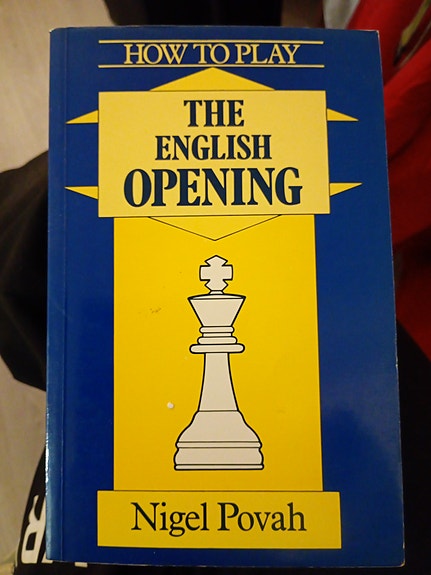 HOW TO PLAY
THE
ENGLISH
OPENING
Nigel Povah